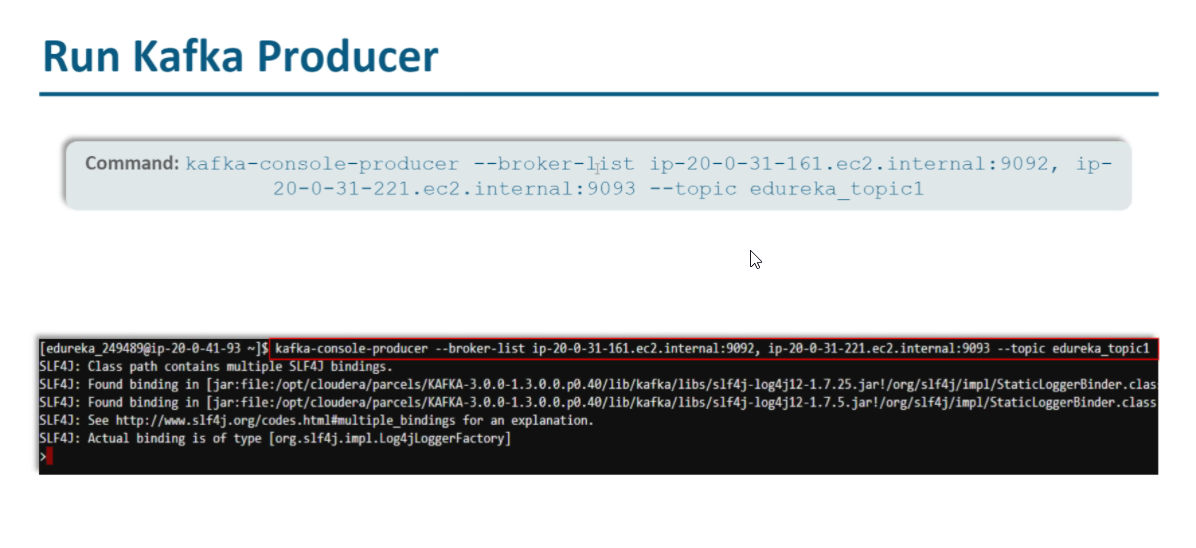 Run Kafka Producer
Command: kafka-console-producer --broker-list ip-20-0-31-161.ec2.internal:9092, ip-
20-0-31-221.ec2.internal:9093 --topic edureka_topic1
[edureka_249489@ip-20-0-41-93 ~]$ kafka-console-producer --broker-list ip-20-0-31-161.ec2.internal:9092, ip-20-0-31-221.ec2.internal:9093 --topic edureka_topic1
SLF4J: Class path contains multiple SLF4J bindings.
SLF4J: Found binding in [jar:file:/opt/cloudera/parcels/KAFKA-3.0.0-1.3.0.0.p0.40/lib/kafka/libs/slf4j-log4j12-1.7.25.jar!/org/slf4j/impl/StaticLoggerBinder.clas
SLF4J: Found binding in [jar:file:/opt/cloudera/parcels/KAFKA-3.0.0-1.3.0.0.p0.40/lib/kafka/libs/slf4j-log4j12-1.7.5.jar!/org/slf4j/impl/StaticLoggerBinder.class
SLF4J: See http://www.slf4j.org/codes.html#multiple_bindings for an explanation.
SLF4J: Actual binding is of type [org.slf4j.impl.Log4jLoggerFactory]
>